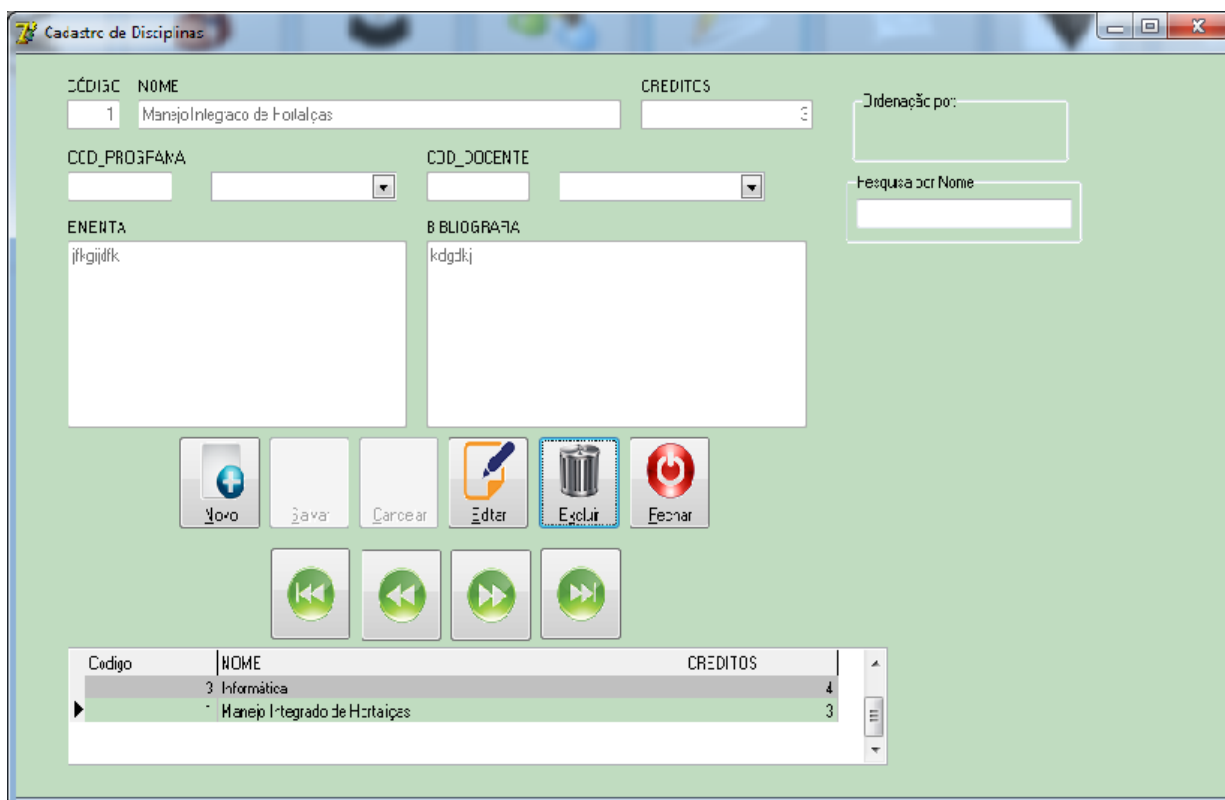 Cadastro de Disciplinas
CÓDIGO NOME CREDITOS
1 Manejo Integrado de Hortaliças 3
Ordenação por:
COD_PROGRAMA COD_DOCENTE
Pesquisa por Nome
EMENTA BIBLIOGRAFIA
jfkgijdfk kdgdkj
Novo Salvar Cancelar Editar Excluir Fechar
Codigo NOME CREDITOS
3 Informática 4
1 Manejo Integrado de Hortaliças 3